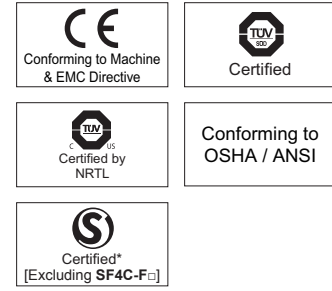 CE
Conforming to Machine
& EMC Directive
TÜV
SÜD
Certified
TÜV
C US
Certified by
NRTL
Conforming to
OSHA / ANSI
S
Certified*
[Excluding SF4C-F□]